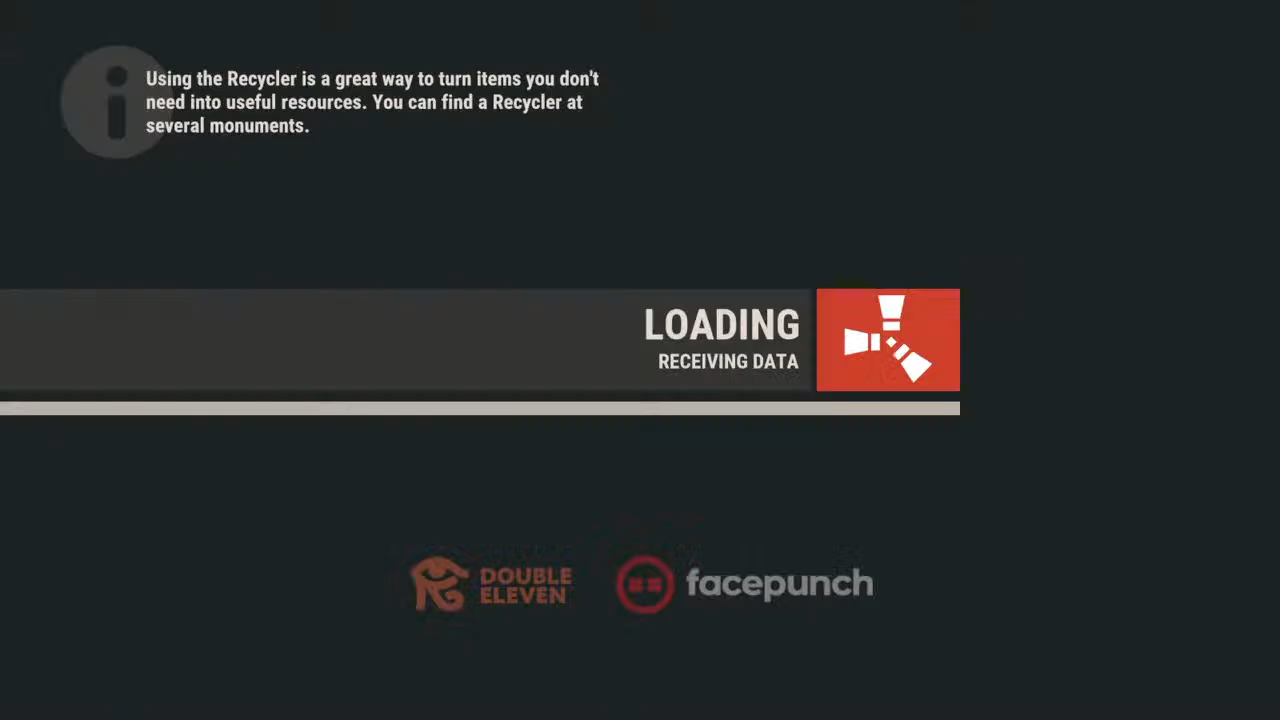 Using the Recycler is a great way to turn items you don't
need into useful resources. You can find a Recycler at
several monuments.
LOADING
RECEIVING DATA
DOUBLE
ELEVEN
facepunch